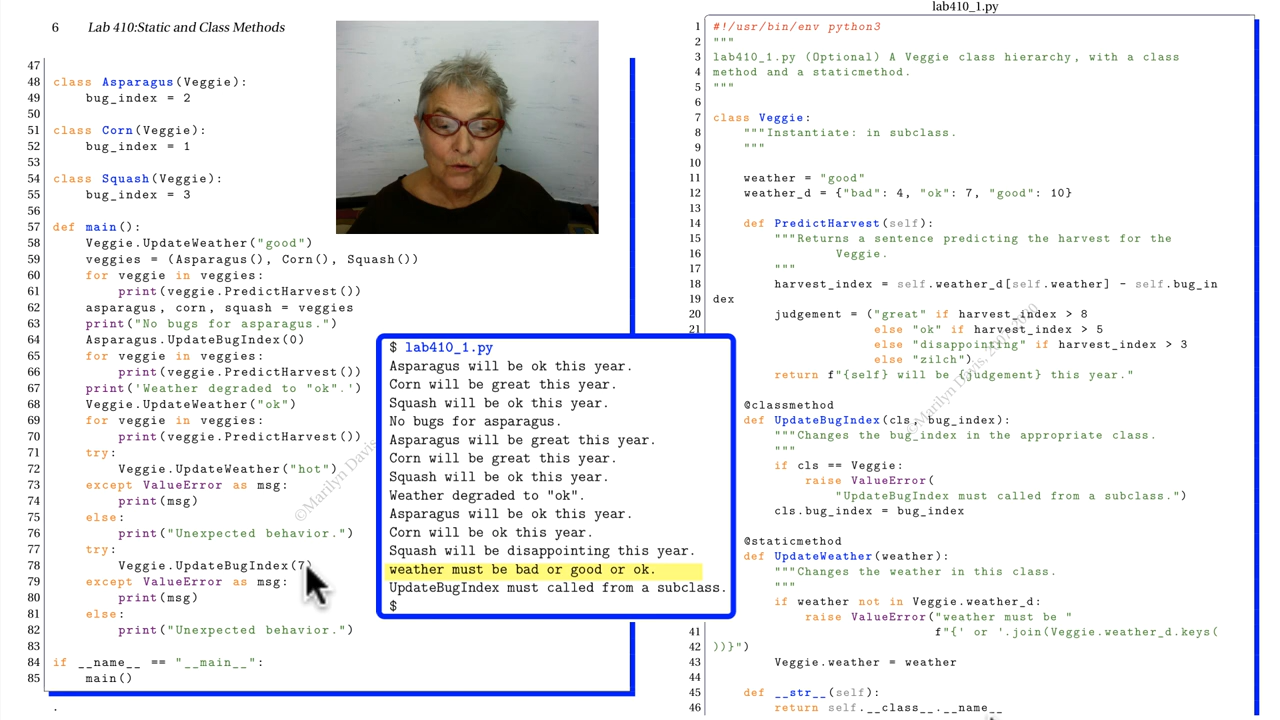 6 Lab 410:Static and Class Methods
47
48 class Asparagus(Veggie):
49     bug_index = 2
50
51 class Corn(Veggie):
52     bug_index = 1
53
54 class Squash(Veggie):
55     bug_index = 3
56
57 def main():
58     Veggie.UpdateWeather("good")
59     veggies = (Asparagus(), Corn(), Squash())
60     for veggie in veggies:
61         print(veggie.PredictHarvest())
62     asparagus, corn, squash = veggies
63     print("No bugs for asparagus.")
64     Asparagus.UpdateBugIndex(0)
65     for veggie in veggies:
66         print(veggie.PredictHarvest())
67     print('Weather degraded to "ok".')
68     Veggie.UpdateWeather("ok")
69     for veggie in veggies:
70         print(veggie.PredictHarvest())
71     try:
72         Veggie.UpdateWeather("hot")
73     except ValueError as msg:
74         print(msg)
75     else:
76         print("Unexpected behavior.")
77     try:
78         Veggie.UpdateBugIndex(7)
79     except ValueError as msg:
80         print(msg)
81     else:
82         print("Unexpected behavior.")
83
84 if __name__ == "__main__":
85     main()
.
©Marilyn Davis
$ lab410_1.py
Asparagus will be ok this year.
Corn will be great this year.
Squash will be ok this year.
No bugs for asparagus.
Asparagus will be great this year.
Corn will be great this year.
Squash will be ok this year.
Weather degraded to "ok".
Asparagus will be ok this year.
Corn will be ok this year.
Squash will be disappointing this year.
weather must be bad or good or ok.
UpdateBugIndex must called from a subclass.
$
lab410_1.py
1 #!/usr/bin/env python3
2 """
3 lab410_1.py (Optional) A Veggie class hierarchy, with a class
4 method and a staticmethod.
5 """
6
7 class Veggie:
8     """Instantiate: in subclass.
9     """
10
11     weather = "good"
12     weather_d = {"bad": 4, "ok": 7, "good": 10}
13
14     def PredictHarvest(self):
15         """Returns a sentence predicting the harvest for the
16                 Veggie.
17         """
18         harvest_index = self.weather_d[self.weather] - self.bug_in
19 dex
20         judgement = ("great" if harvest_index > 8
21                      else "ok" if harvest_index > 5
                     else "disappointing" if harvest_index > 3
                     else "zilch")
        return f"{self} will be {judgement} this year."
    @classmethod
    def UpdateBugIndex(cls, bug_index):
        """Changes the bug_index in the appropriate class.
        """
        if cls == Veggie:
            raise ValueError(
                "UpdateBugIndex must called from a subclass.")
        cls.bug_index = bug_index
    @staticmethod
    def UpdateWeather(weather):
        """Changes the weather in this class.
        """
        if weather not in Veggie.weather_d:
            raise ValueError("weather must be "
41                             f"{' or '.join(Veggie.weather_d.keys(
42 ))}")
43         Veggie.weather = weather
44
45     def __str__(self):
46         return self.__class__.__name__
©Marilyn Davis,